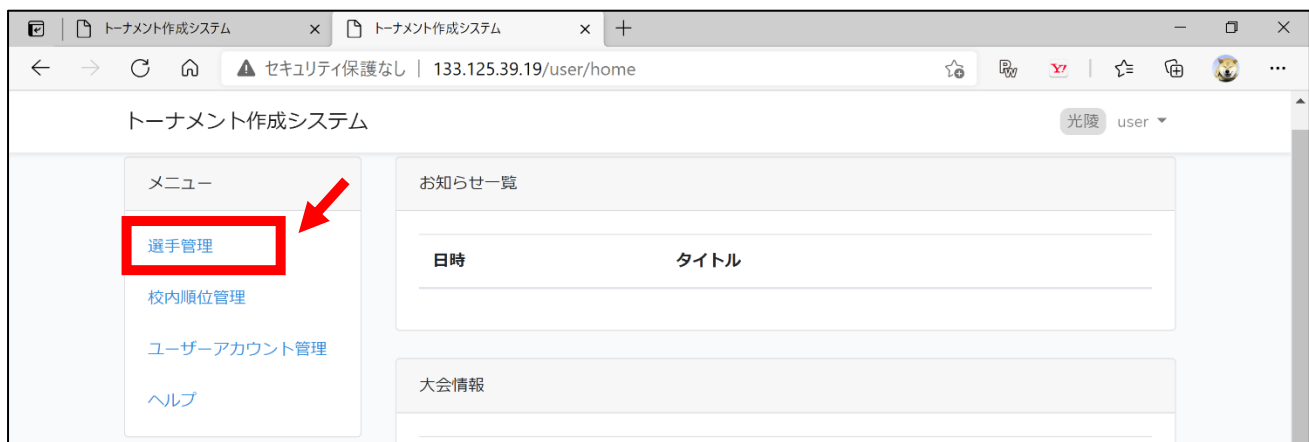 トーナメント作成システム
トーナメント作成システム
セキュリティ保護なし | 133.125.39.19/user/home
トーナメント作成システム
光陵 user
メニュー
選手管理
校内順位管理
ユーザーアカウント管理
ヘルプ
お知らせ一覧
日時 タイトル
大会情報